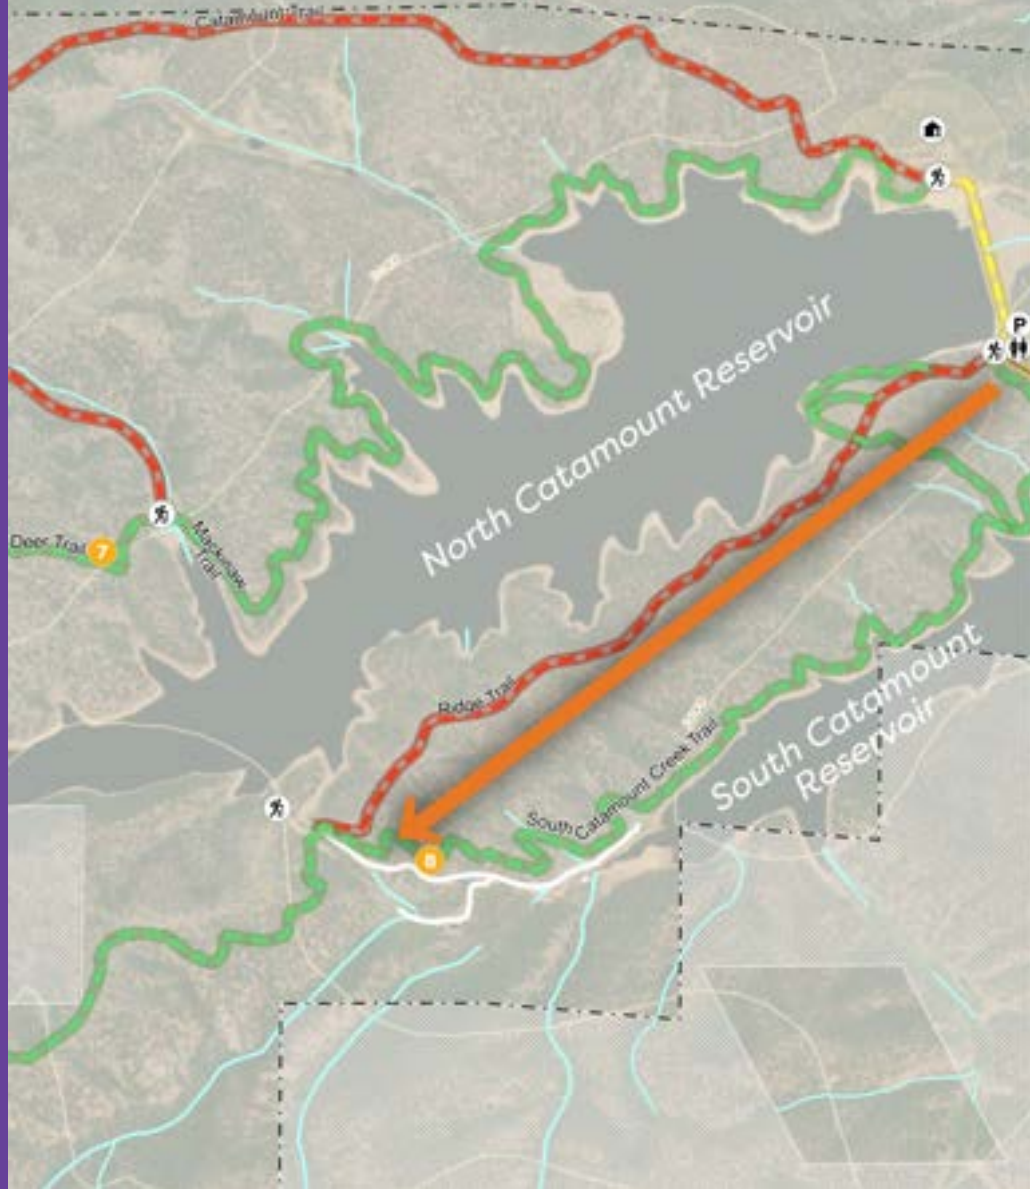 Catamount Trail
P
North Catamount Reservoir
Deer Trail
7
Mackinaw
Trail
Ridge Trail
South Catamount
Reservoir
South Catamount Creek Trail
8